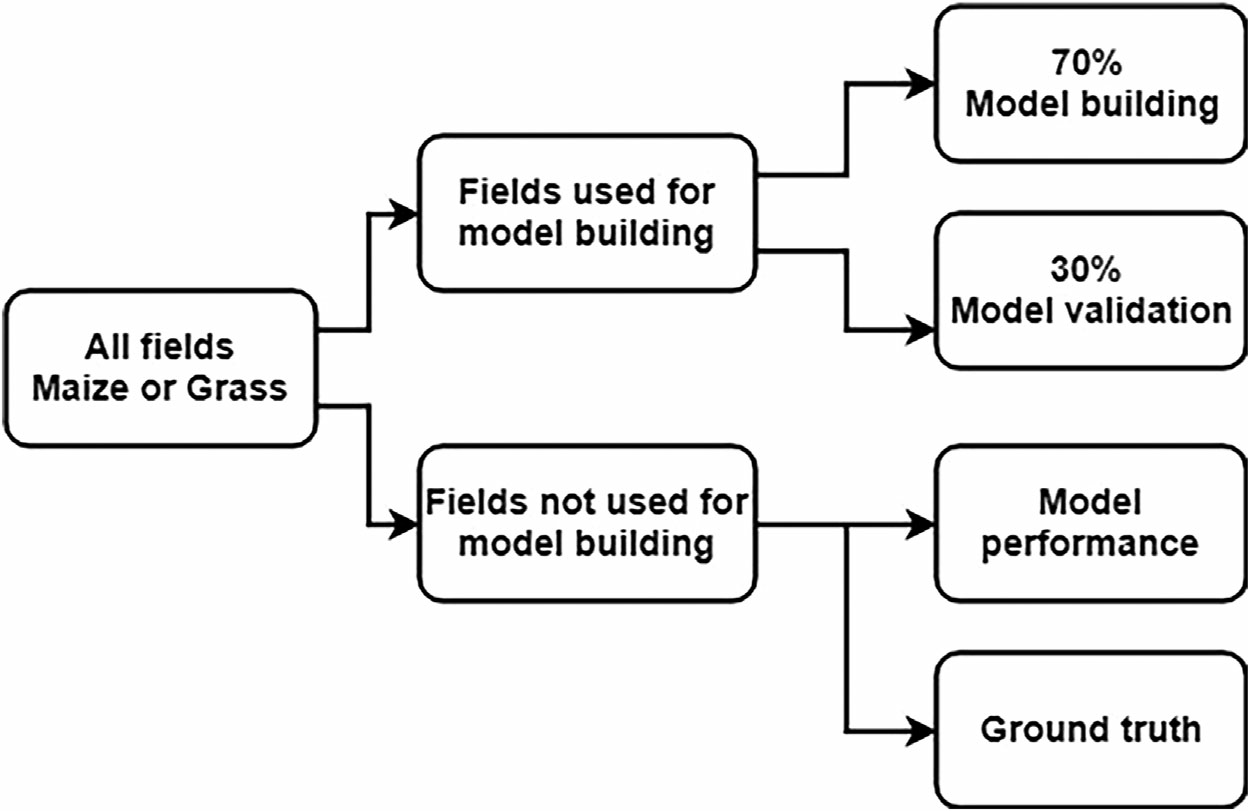 All fields
Maize or Grass
Fields used for
model building
Fields not used for
model building
70%
Model building
30%
Model validation
Model
performance
Ground truth